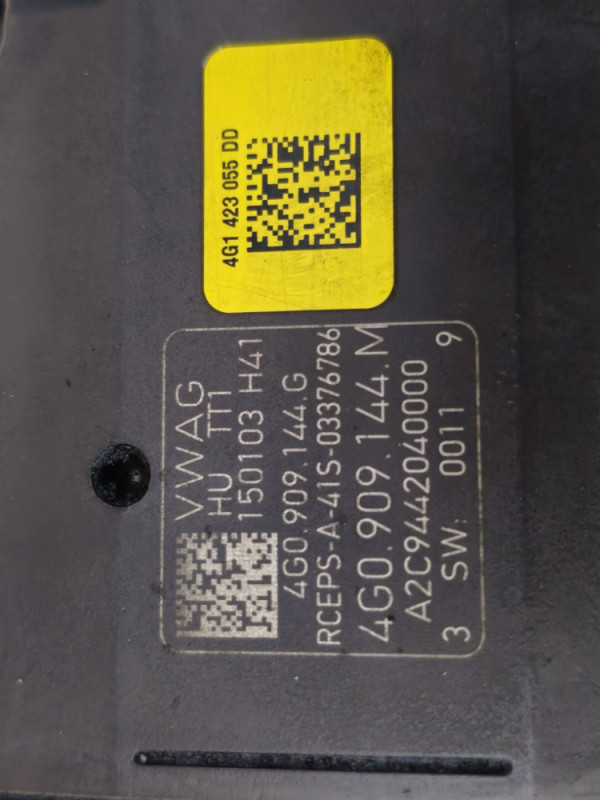 4G1 423 055 DD
VWAG
HU TT1
150103 H41
4G0.909.144.G
RCEPS-A-41S-03376786
4G0.909.144.M
A2C9442040000
3 SW: 0011 9